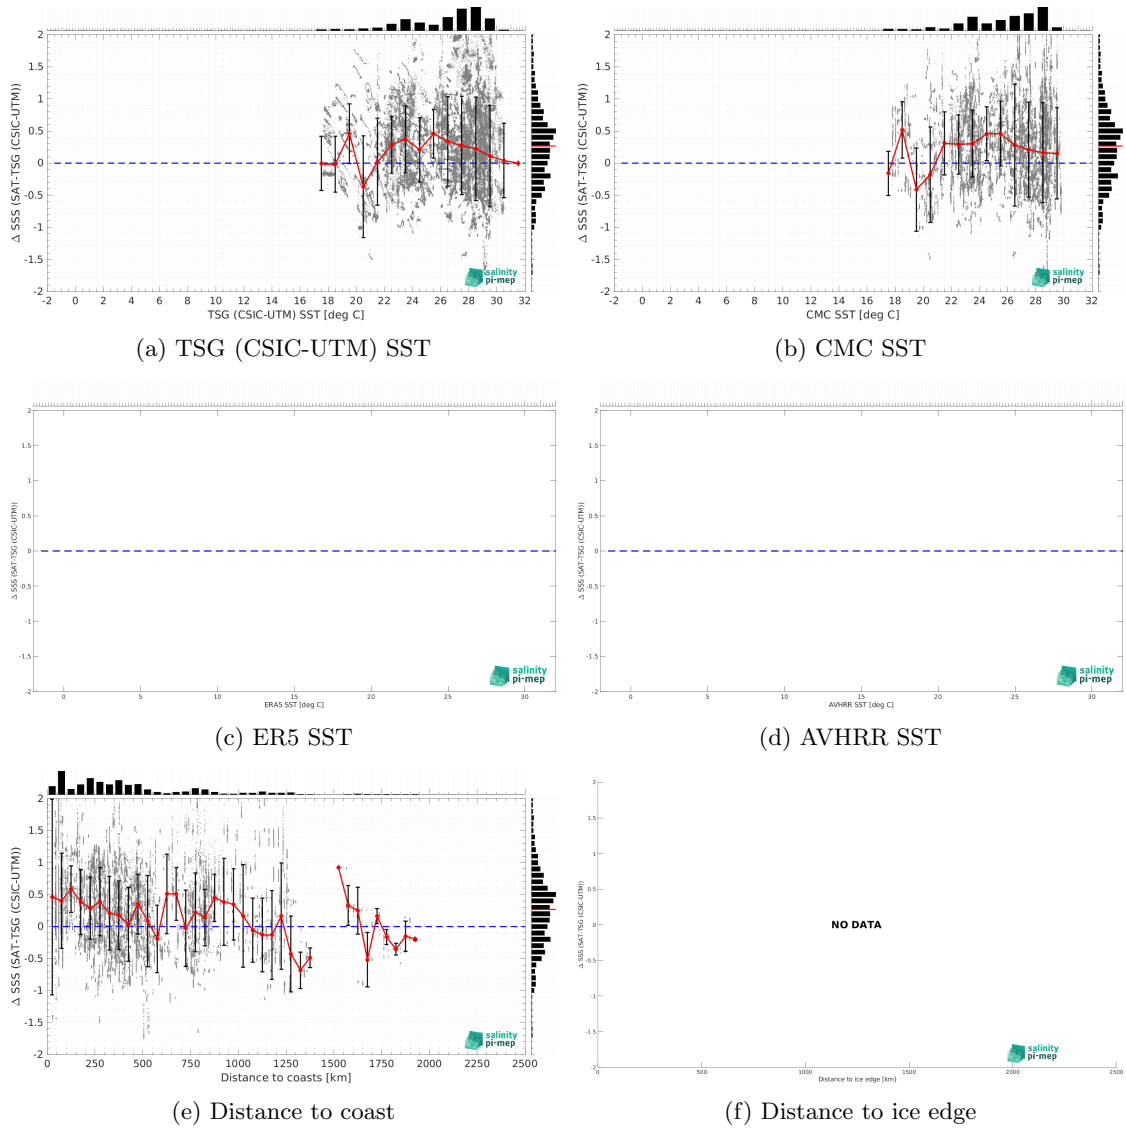 2
1.5
1
0.5
0
-0.5
-1
-1.5
-2
Δ SSS (SAT-TSG (CSIC-UTM))
-2 0 2 4 6 8 10 12 14 16 18 20 22 24 26 28 30 32
TSG (CSIC-UTM) SST [deg C]
salinity
pi-mep
(a) TSG (CSIC-UTM) SST
2
1.5
1
0.5
0
-0.5
-1
-1.5
-2
Δ SSS (SAT-TSG (CSIC-UTM))
-2 0 2 4 6 8 10 12 14 16 18 20 22 24 26 28 30 32
CMC SST [deg C]
salinity
pi-mep
(b) CMC SST
2
1.5
1
0.5
0
-0.5
-1
-1.5
-2
Δ SSS (SAT-TSG (CSIC-UTM))
0 5 10 15 20 25 30
ERA5 SST [deg C]
salinity
pi-mep
(c) ER5 SST
2
1.5
1
0.5
0
-0.5
-1
-1.5
-2
Δ SSS (SAT-TSG (CSIC-UTM))
0 5 10 15 20 25 30
AVHRR SST [deg C]
salinity
pi-mep
(d) AVHRR SST
2
1.5
1
0.5
0
-0.5
-1
-1.5
-2
Δ SSS (SAT-TSG (CSIC-UTM))
0 250 500 750 1000 1250 1500 1750 2000 2250 2500
Distance to coasts [km]
salinity
pi-mep
(e) Distance to coast
2
1.5
1
0.5
0
-0.5
-1
-1.5
-2
Δ SSS (SAT-TSG (CSIC-UTM))
NO DATA
0 500 1000 1500 2000 2500
Distance to ice edge [km]
salinity
pi-mep
(f) Distance to ice edge